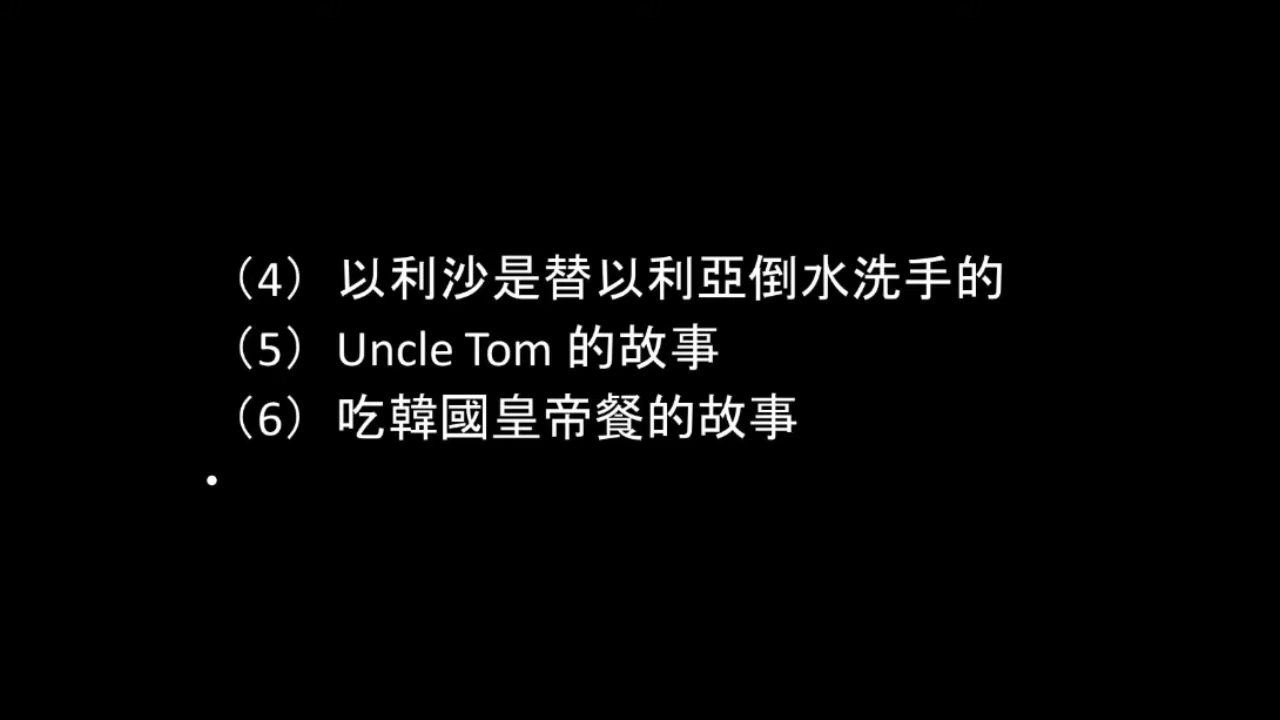 （4） 以利沙是替以利亞倒水洗手的
（5） Uncle Tom 的故事
（6） 吃韓國皇帝餐的故事
•